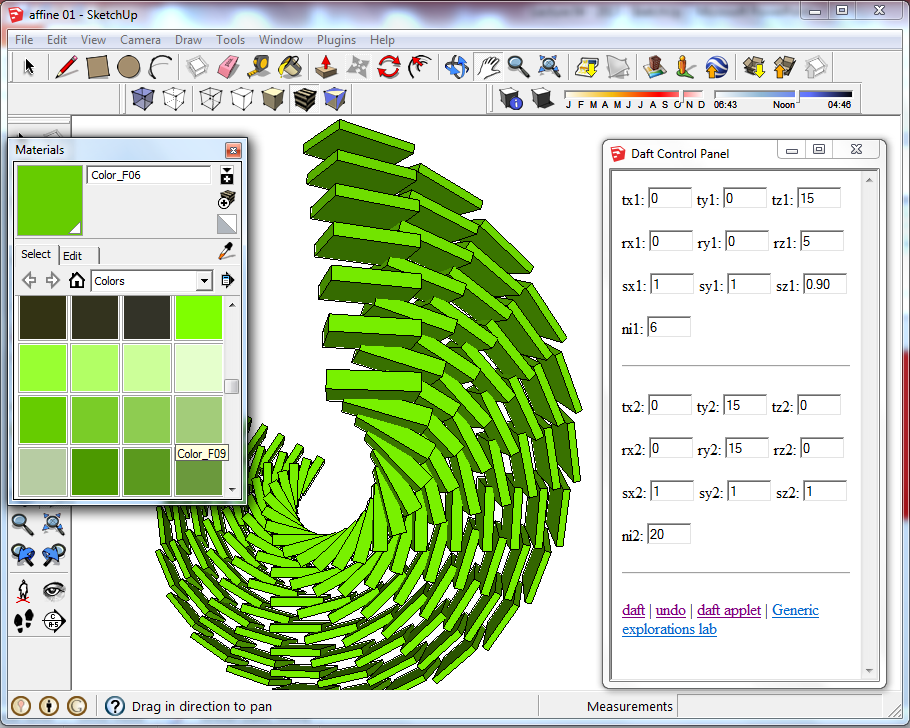 affine 01 - SketchUp
File Edit View Camera Draw Tools Window Plugins Help
J F M A M J J A S O N D 06:43 Noon 04:46
Materials
Color_F06
Select Edit
Colors
Color_F09
Daft Control Panel
tx1: 0 ty1: 0 tz1: 15
rx1: 0 ry1: 0 rz1: 5
sx1: 1 sy1: 1 sz1: 0.90
ni1: 6
tx2: 0 ty2: 15 tz2: 0
rx2: 0 ry2: 15 rz2: 0
sx2: 1 sy2: 1 sz2: 1
ni2: 20
daft | undo | daft applet | Generic
explorations lab
Drag in direction to pan
Measurements